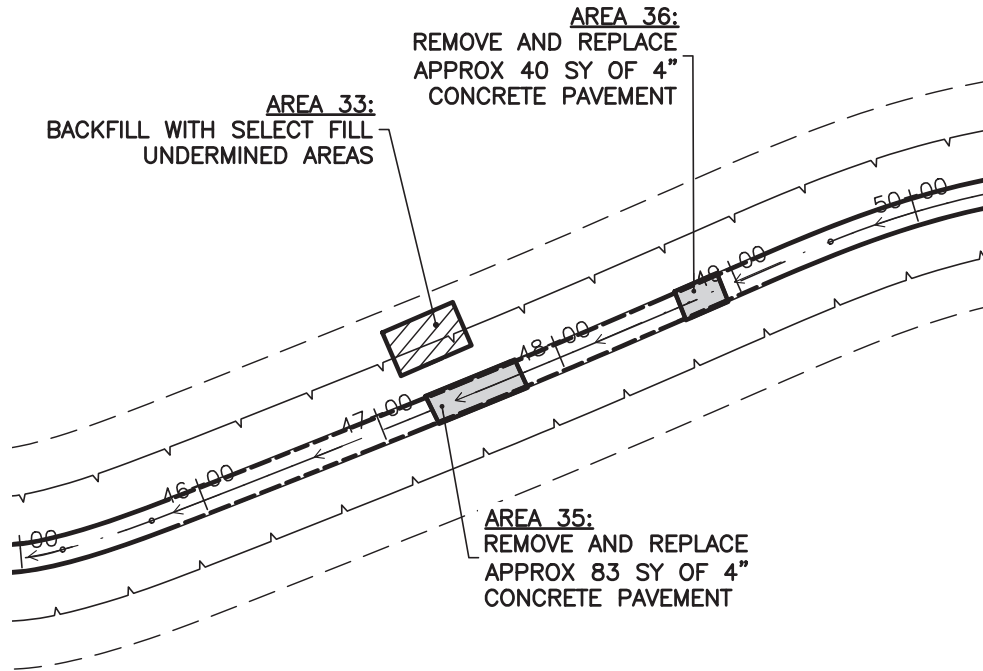 AREA 36:
REMOVE AND REPLACE
APPROX 40 SY OF 4”
CONCRETE PAVEMENT
AREA 33:
BACKFILL WITH SELECT FILL
UNDERMINED AREAS
50+00
49+00
48+00
47+00
46+00
00
AREA 35:
REMOVE AND REPLACE
APPROX 83 SY OF 4”
CONCRETE PAVEMENT